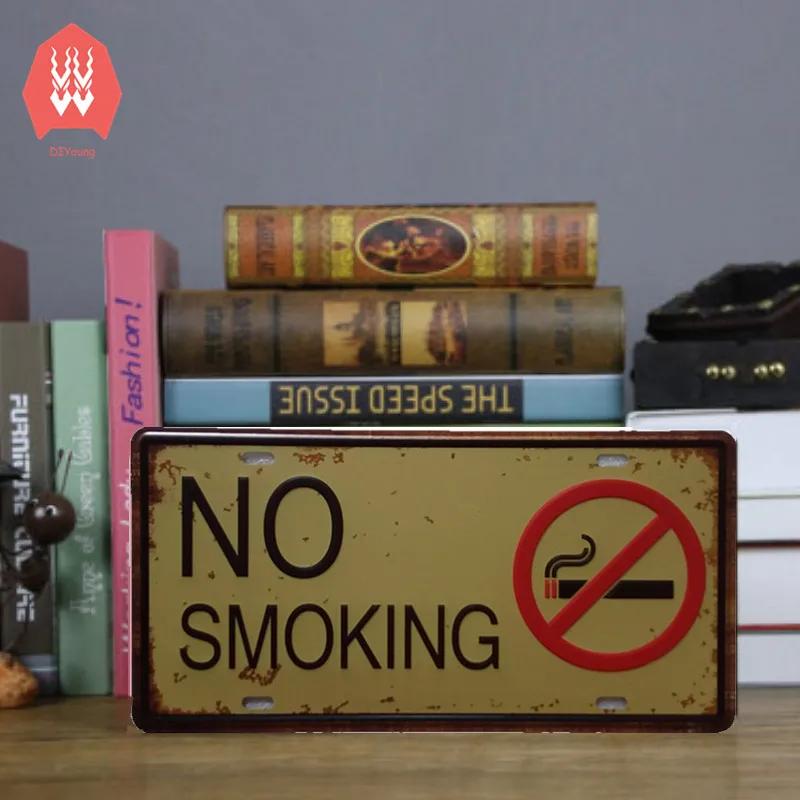 DIYoung
THE SPEED ISSUE
Fashion!
FURNITURE
NO
SMOKING